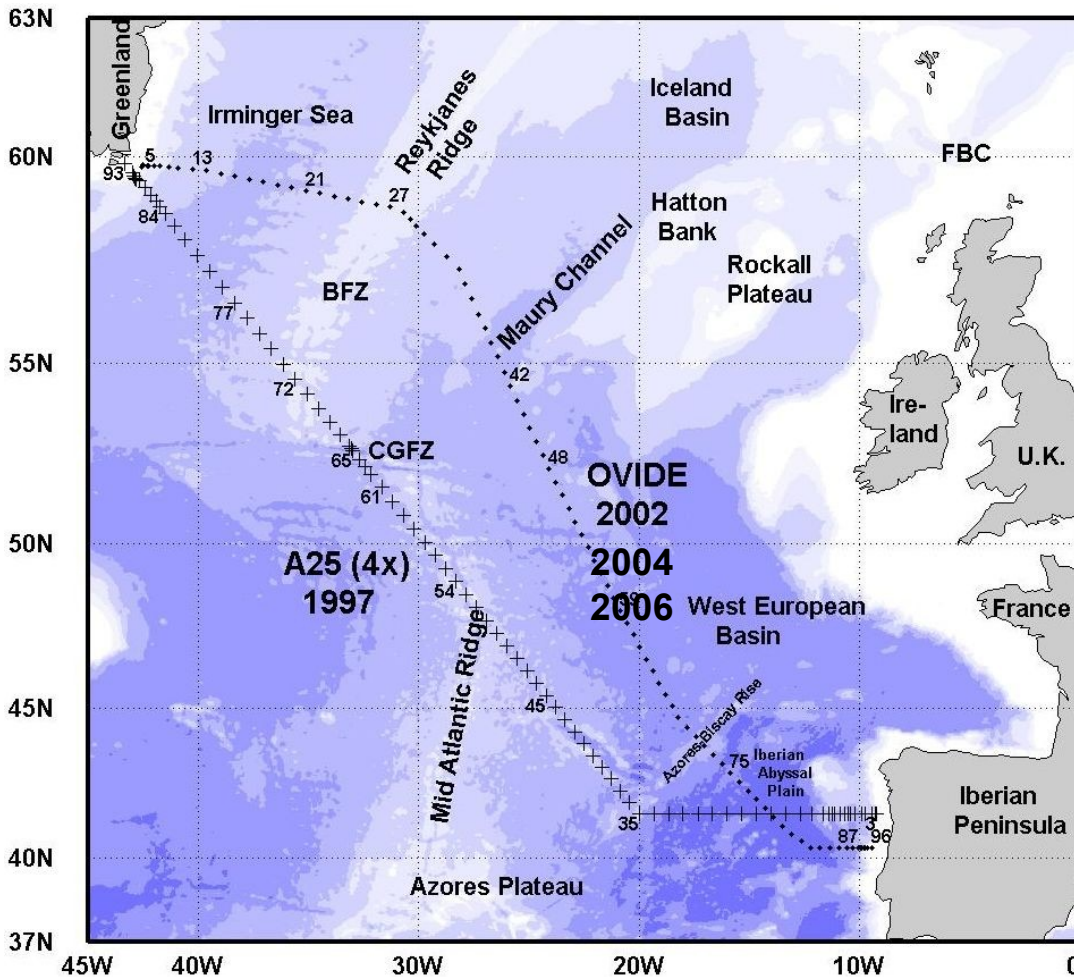 63N
Greenland
Irminger Sea
Reykjanes
Ridge
Iceland
Basin
60N
5
13
FBC
93
21
27
Hatton
Bank
84
Maury Channel
Rockall
Plateau
BFZ
77
55N
72
42
Ire-
land
CGFZ
65
48
U.K.
61
OVIDE
2002
50N
A25 (4x)
1997
2004
54
2006
West European
Basin
France
Mid Atlantic Ridge
45N
45
Azores-Biscay Rise
75
Iberian
Abyssal
Plain
35
3
Iberian
Peninsula
87
96
40N
Azores Plateau
37N
45W
40W
30W
20W
10W
0